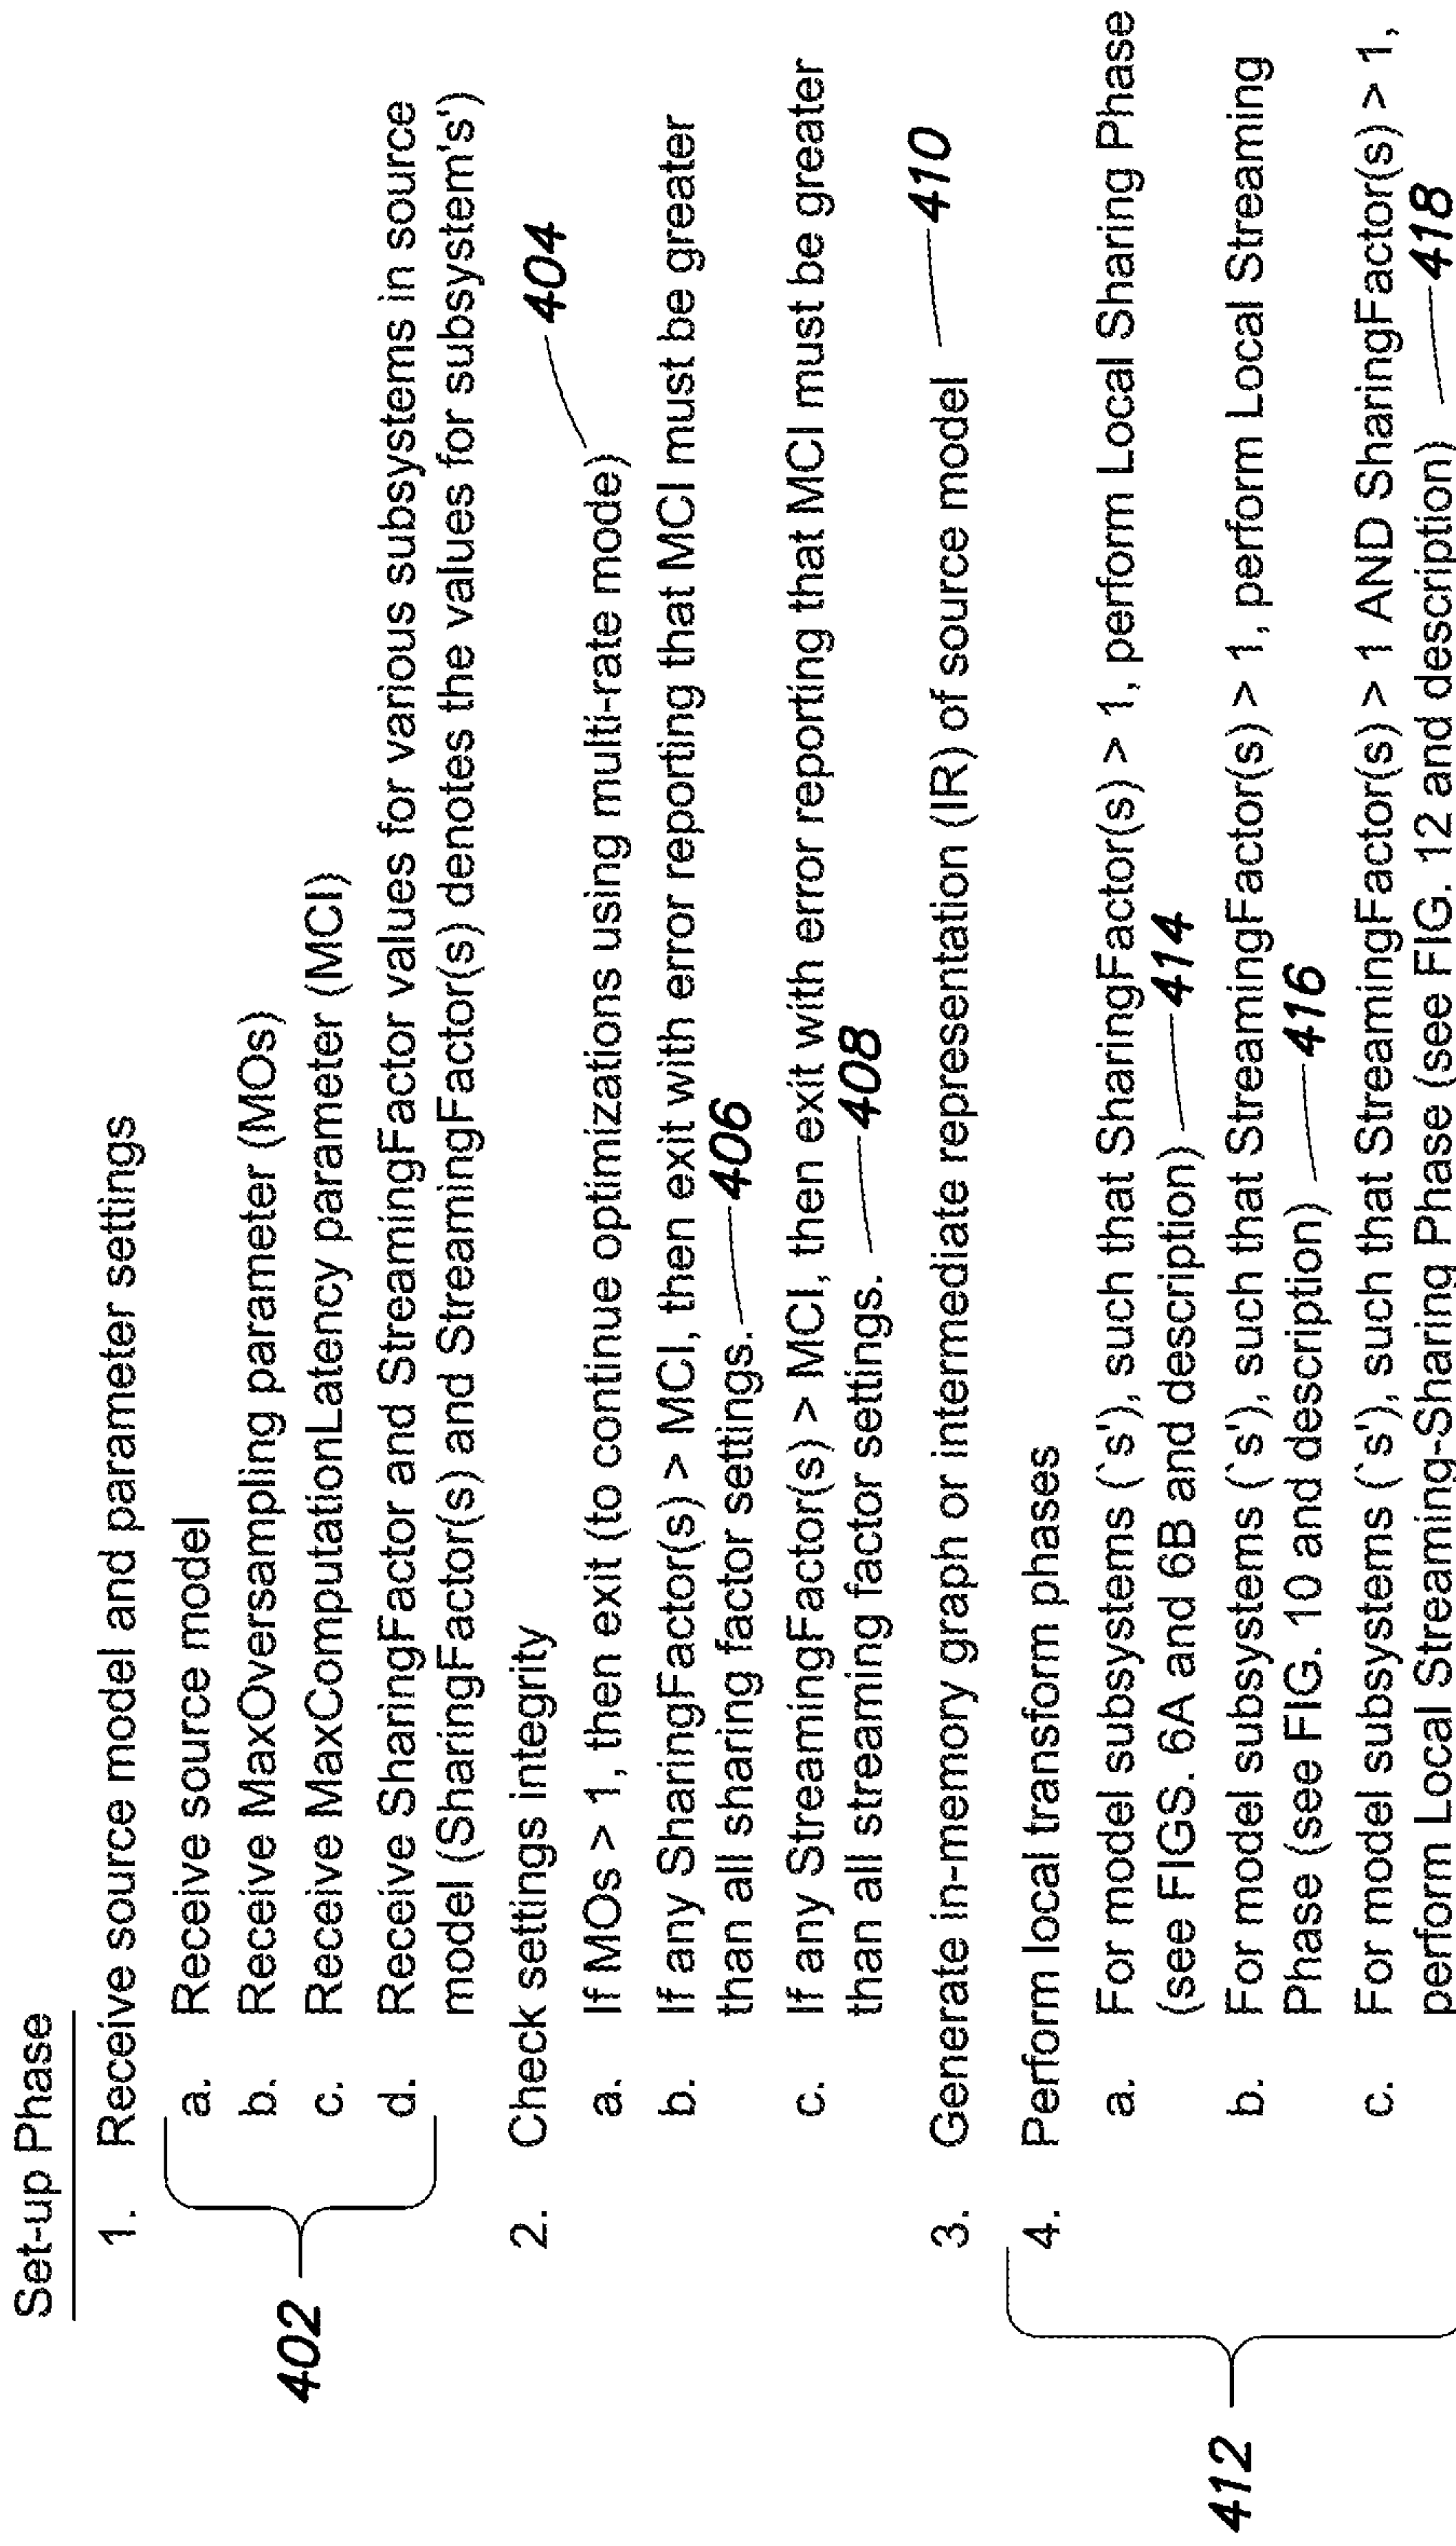 Set-up Phase
1. Receive source model and parameter settings
a. Receive source model
b. Receive MaxOversampling parameter (MOs)
c. Receive MaxComputationLatency parameter (MCl)
d. Receive SharingFactor and StreamingFactor values for various subsystems in source
model (SharingFactor(s) and StreamingFactor(s) denotes the values for subsystem's')
402
2. Check settings integrity
a. If MOs > 1, then exit (to continue optimizations using multi-rate mode) 404
b. If any SharingFactor(s) > MCl, then exit with error reporting that MCl must be greater
than all sharing factor settings. 406
c. If any StreamingFactor(s) > MCl, then exit with error reporting that MCl must be greater
than all streaming factor settings. 408
3. Generate in-memory graph or intermediate representation (IR) of source model 410
4. Perform local transform phases
a. For model subsystems (`s'), such that SharingFactor(s) > 1, perform Local Sharing Phase
(see FIGS. 6A and 6B and description) 414
b. For model subsystems (`s'), such that StreamingFactor(s) > 1, perform Local Streaming
Phase (see FIG. 10 and description) 416
c. For model subsystems (`s'), such that StreamingFactor(s) > 1 AND SharingFactor(s) > 1,
perform Local Streaming-Sharing Phase (see FIG. 12 and description) 418
412